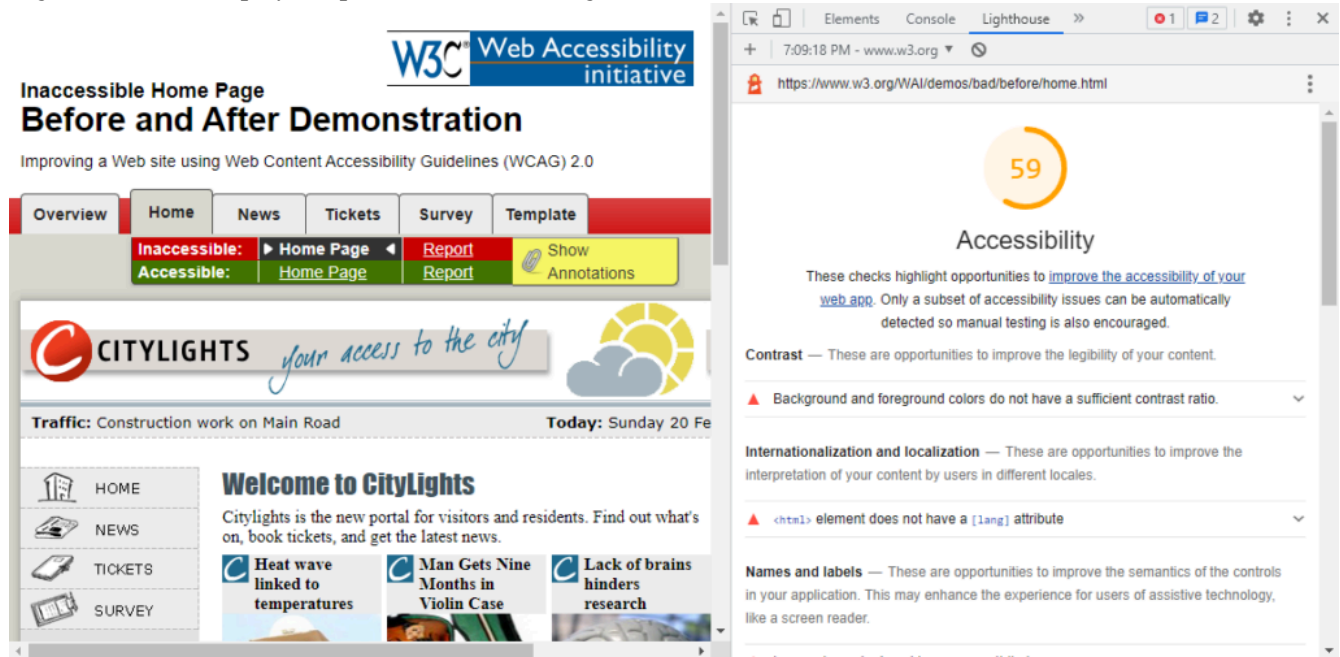 W3C® Web Accessibility
initiative
Inaccessible Home Page
Before and After Demonstration
Improving a Web site using Web Content Accessibility Guidelines (WCAG) 2.0
Overview Home News Tickets Survey Template
Inaccessible: Home Page Report
Accessible: Home Page Report
Show
Annotations
CITYLIGHTS your access to the city
Traffic: Construction work on Main Road Today: Sunday 20 Fe
HOME
NEWS
TICKETS
SURVEY
Welcome to CityLights
Citylights is the new portal for visitors and residents. Find out what's
on, book tickets, and get the latest news.
Heat wave
linked to
temperatures
Man Gets Nine
Months in
Violin Case
Lack of brains
hinders
research
Elements Console Lighthouse » 1 2
+ 7:09:18 PM - www.w3.org
https://www.w3.org/WAI/demos/bad/before/home.html
59
Accessibility
These checks highlight opportunities to improve the accessibility of your
web app. Only a subset of accessibility issues can be automatically
detected so manual testing is also encouraged.
Contrast — These are opportunities to improve the legibility of your content.
Background and foreground colors do not have a sufficient contrast ratio.
Internationalization and localization — These are opportunities to improve the
interpretation of your content by users in different locales.
<html> element does not have a [lang] attribute
Names and labels — These are opportunities to improve the semantics of the controls
in your application. This may enhance the experience for users of assistive technology,
like a screen reader.